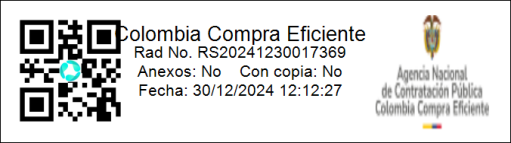 Colombia Compra Eficiente
Rad No. RS20241230017369
Anexos: No Con copia: No
Fecha: 30/12/2024 12:12:27
Agencia Nacional
de Contratación Pública
Colombia Compra Eficiente